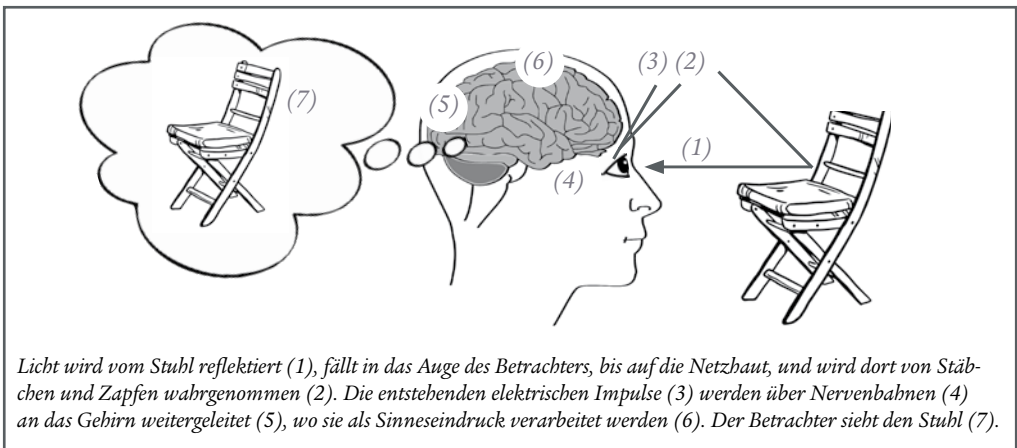 (6)
(3) (2)
(7)
(5)
(1)
(4)
Licht wird vom Stuhl reflektiert (1), fällt in das Auge des Betrachters, bis auf die Netzhaut, und wird dort von Stäb-
chen und Zapfen wahrgenommen (2). Die entstehenden elektrischen Impulse (3) werden über Nervenbahnen (4)
an das Gehirn weitergeleitet (5), wo sie als Sinneseindruck verarbeitet werden (6). Der Betrachter sieht den Stuhl (7).